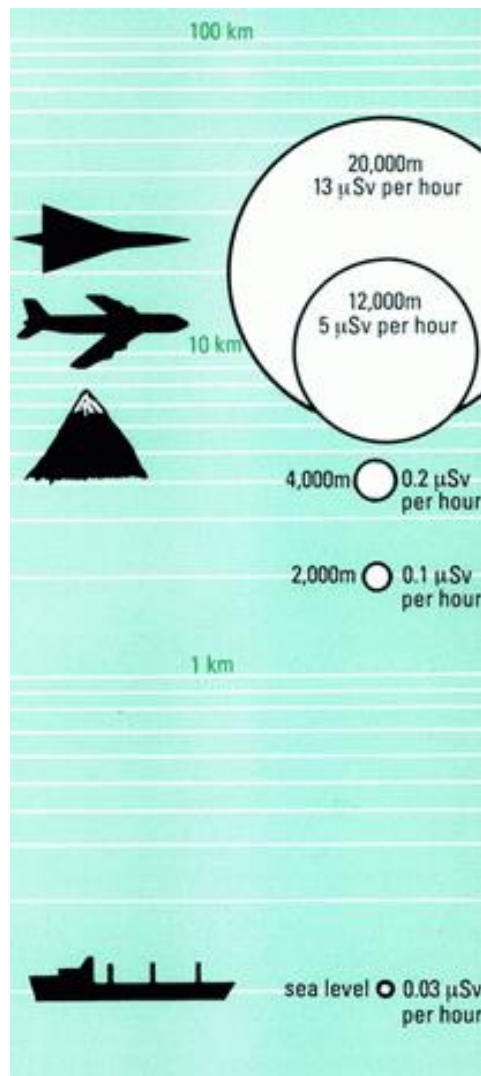 100 km
20,000m
13 µSv per hour
12,000m
5 µSv per hour
10 km
4,000m 0.2 µSv
per hour
2,000m 0.1 µSv
per hour
1 km
sea level 0.03 µSv
per hour